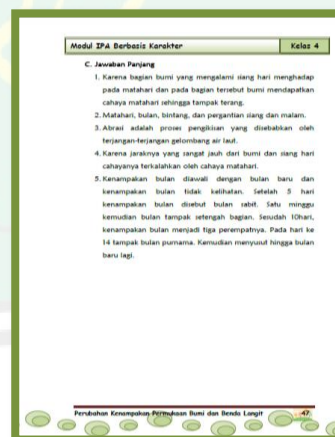 Modul IPA Berbasis Karakter
Kelas 4
C. Jawaban Panjang
1. Karena bagian bumi yang mengalami siang hari menghadap
pada matahari dan pada bagian tersebut bumi mendapatkan
cahaya matahari sehingga tampak terang.
2. Matahari, bulan, bintang, dan pergantian siang dan malam.
3. Abrasi adalah proses pengikisan yang disebabkan oleh
terjangan-terjangan gelombang air laut.
4. Karena jaraknya yang sangat jauh dari bumi dan siang hari
cahayanya terkalahkan oleh cahaya matahari.
5. Kenampakan bulan diawali dengan bulan baru dan
kenampakan bulan tidak kelihatan. Setelah 5 hari
kenampakan bulan disebut bulan sabit. Satu minggu
kemudian bulan tampak setengah bagian. Sesudah 10hari,
kenampakan bulan menjadi tiga perempatnya. Pada hari ke
14 tampak bulan purnama. Kemudian menyusut hingga bulan
baru lagi.
Perubahan Kenampakan Permukaan Bumi dan Benda Langit
47